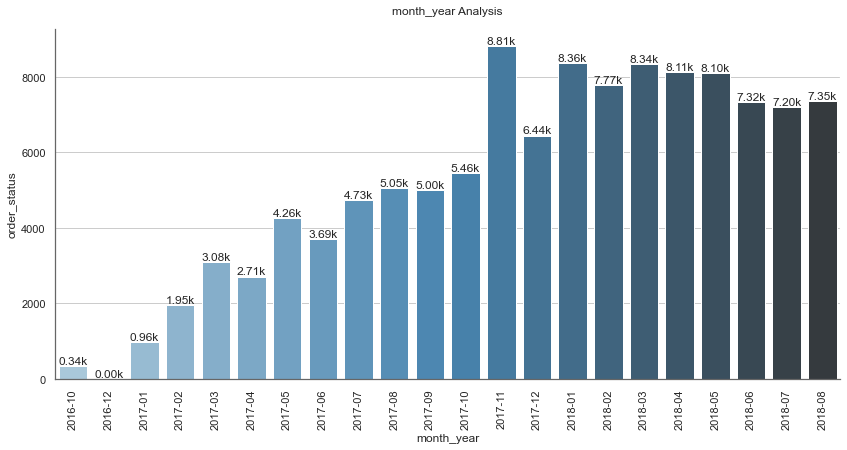 month_year Analysis
order_status
8000
6000
4000
2000
0
0.34k
0.00k
0.96k
1.95k
3.08k
2.71k
4.26k
3.69k
4.73k
5.05k
5.00k
5.46k
8.81k
6.44k
8.36k
7.77k
8.34k
8.11k
8.10k
7.32k
7.20k
7.35k
2016-10
2016-12
2017-01
2017-02
2017-03
2017-04
2017-05
2017-06
2017-07
2017-08
2017-09
2017-10
2017-11
2017-12
2018-01
2018-02
2018-03
2018-04
2018-05
2018-06
2018-07
2018-08
month_year